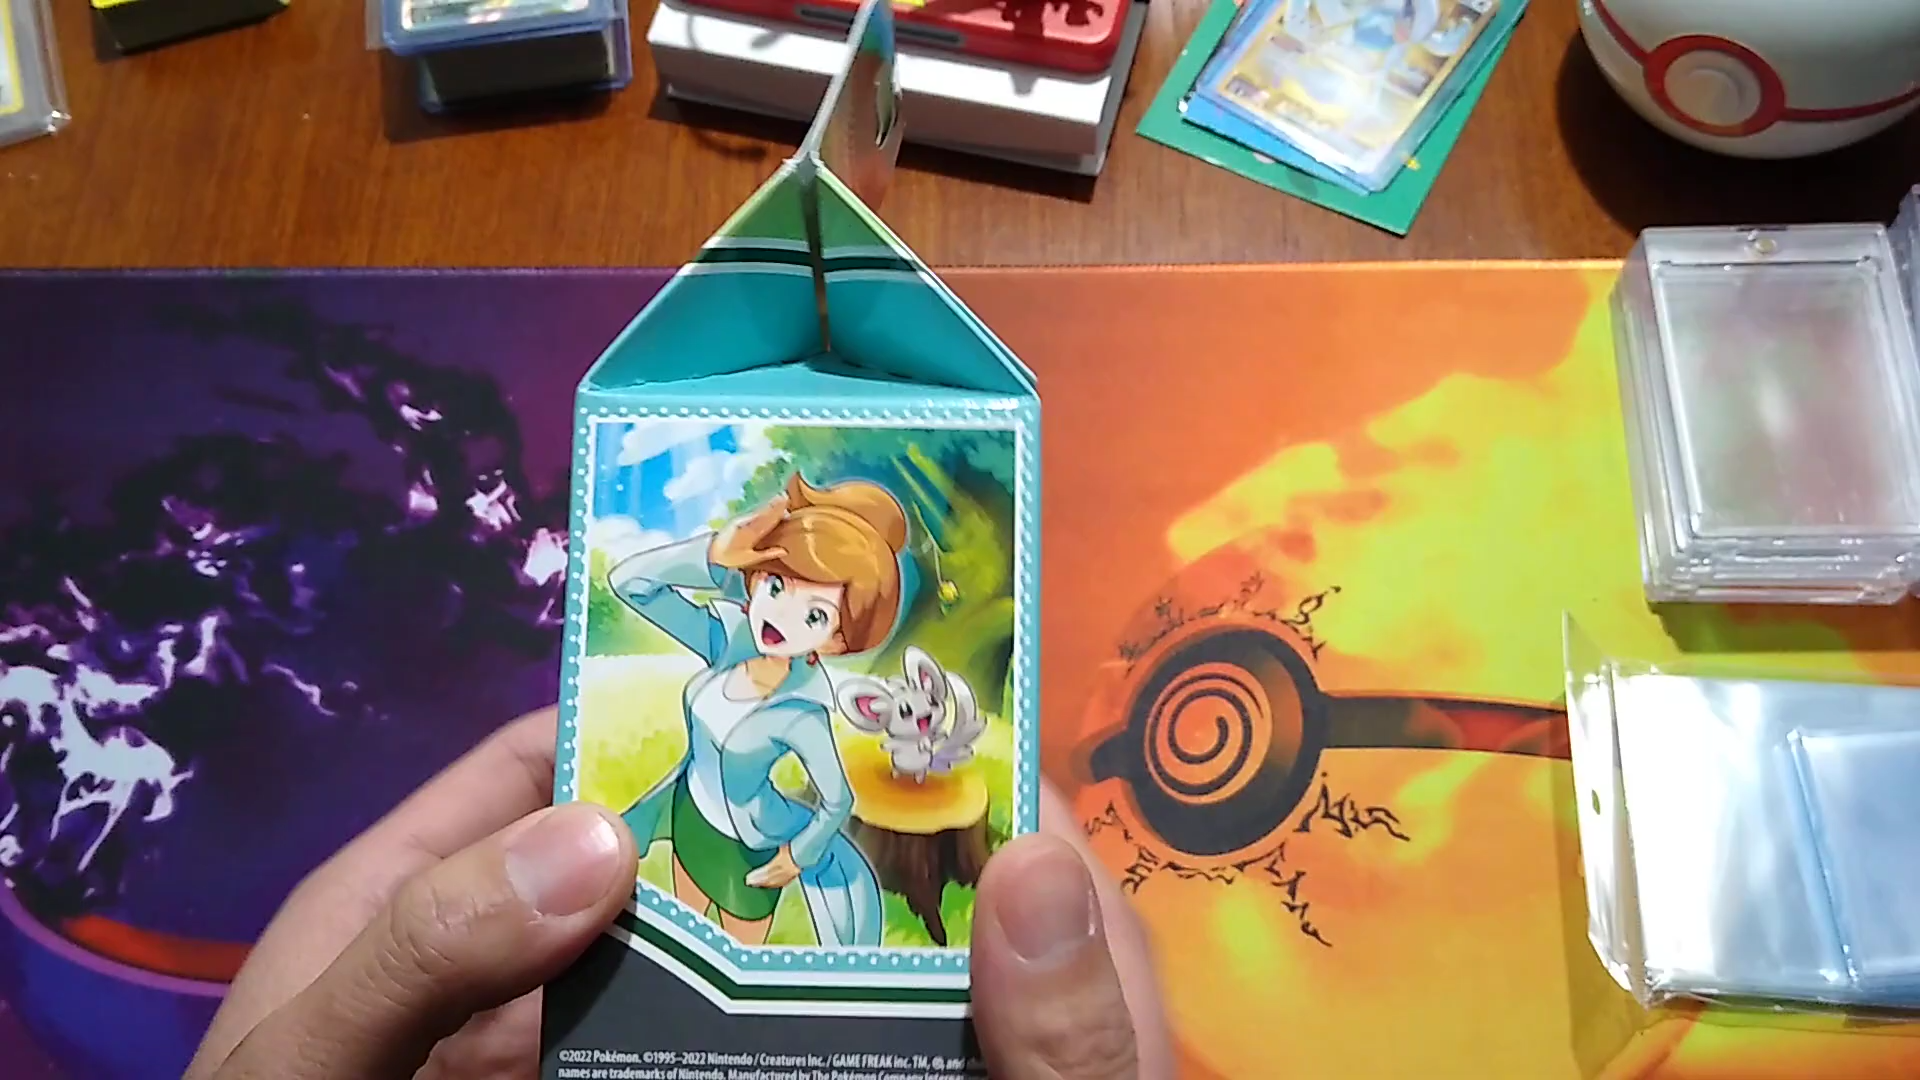 ©2022 Pokémon. ©1995–2022 Nintendo / Creatures Inc. / GAME FREAK inc. TM, ®, and
names are trademarks of Nintendo. Manufactured by The Pokémon Company